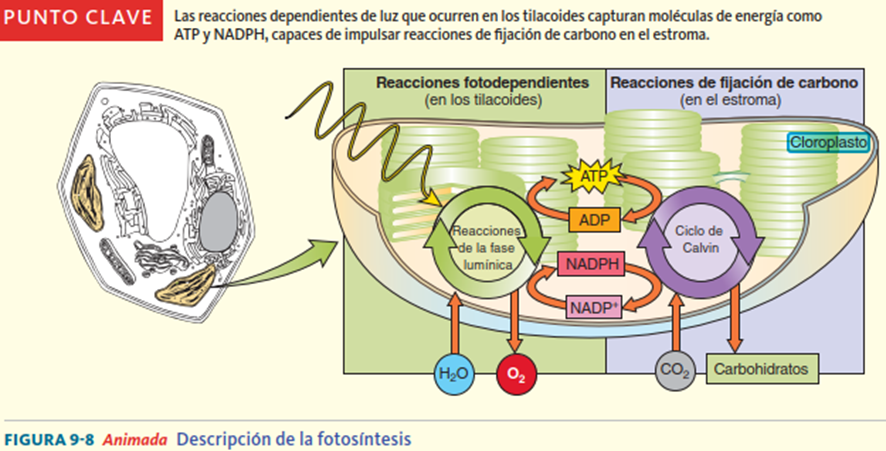 PUNTO CLAVE
Las reacciones dependientes de luz que ocurren en los tilacoides capturan moléculas de energía como
ATP y NADPH, capaces de impulsar reacciones de fijación de carbono en el estroma.
Reacciones fotodependientes
(en los tilacoides)
Reacciones de fijación de carbono
(en el estroma)
Cloroplasto
ATP
ADP
Reacciones
de la fase
lumínica
Ciclo de
Calvin
NADPH
NADP⁺
H₂O
O₂
CO₂
Carbohidratos
FIGURA 9-8 Animada Descripción de la fotosíntesis